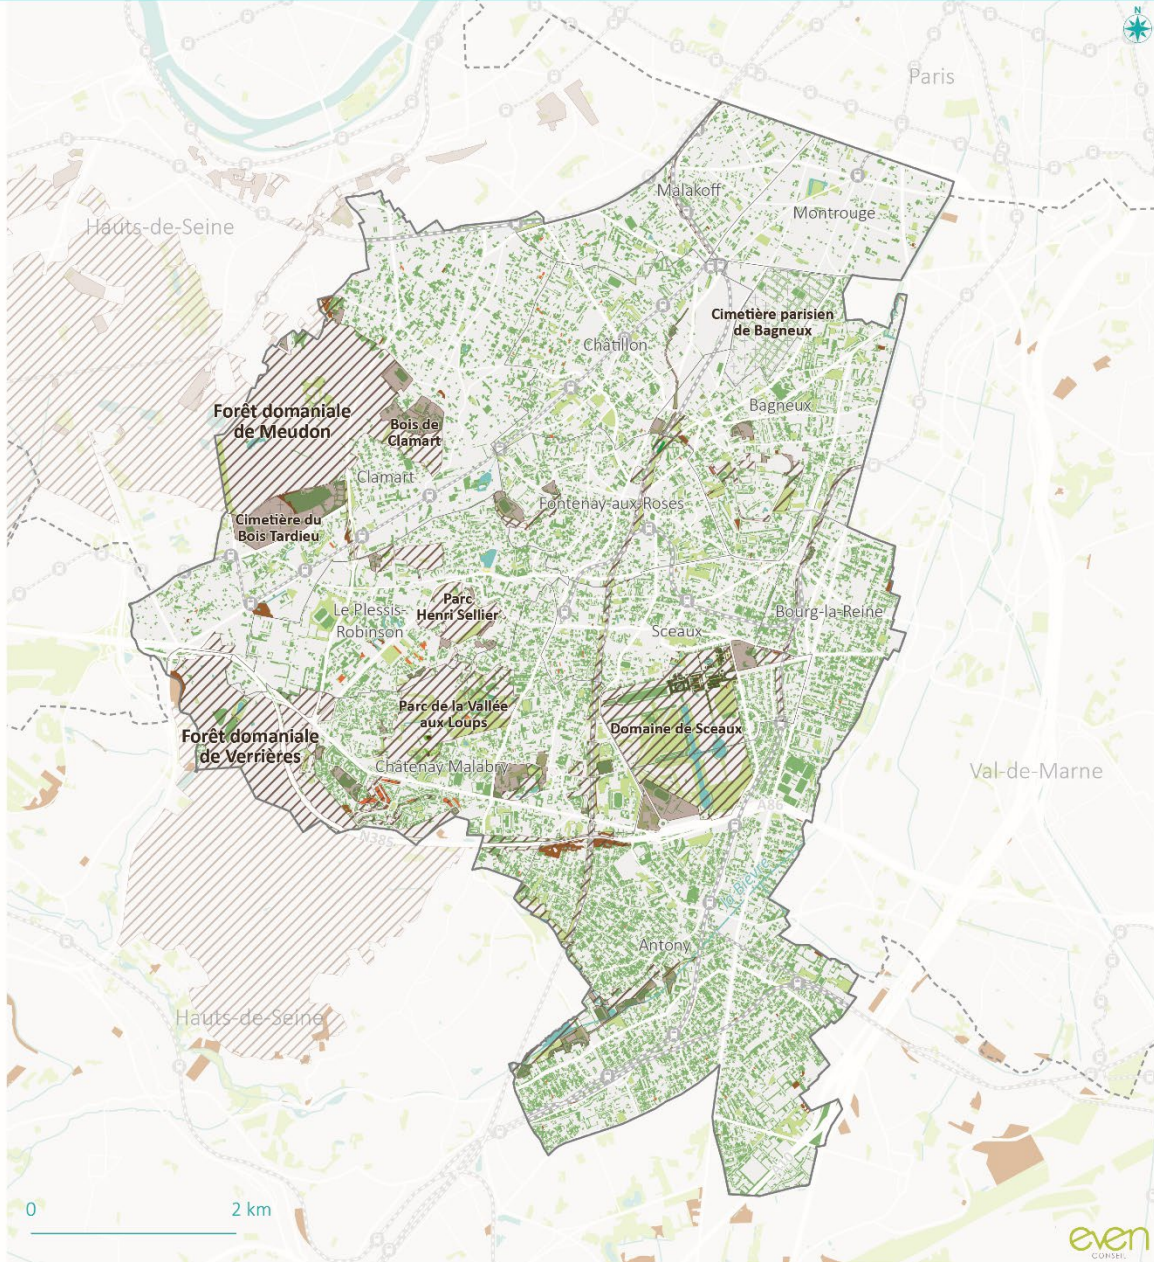 N
Paris
Malakoff
Montrouge
Hauts-de-Seine
Cimetière parisien
de Bagneux
Châtillon
Bagneux
Forêt domaniale
de Meudon
Bois de
Clamart
Clamart
Fontenay-aux-Roses
Cimetière du
Bois Tardieu
Parc
Henri Sellier
Le Plessis-
Robinson
Bourg-la-Reine
Sceaux
Parc de la Vallée
aux Loups
Domaine de Sceaux
Forêt domaniale
de Verrières
Châtenay Malabry
Val-de-Marne
A86
N385
la Bièvre
Antony
Hauts-de-Seine
0
2 km
even
CONSEIL